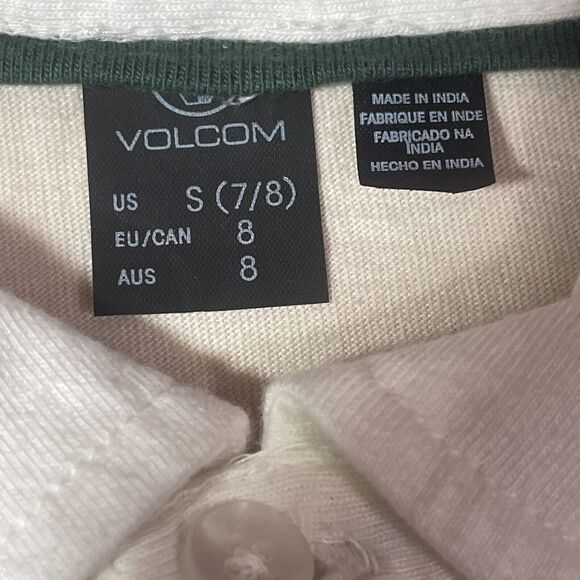 VOLCOM
US S (7/8)
EU/CAN 8
AUS 8
MADE IN INDIA
FABRIQUE EN INDE
FABRICADO NA
ÍNDIA
HECHO EN INDIA